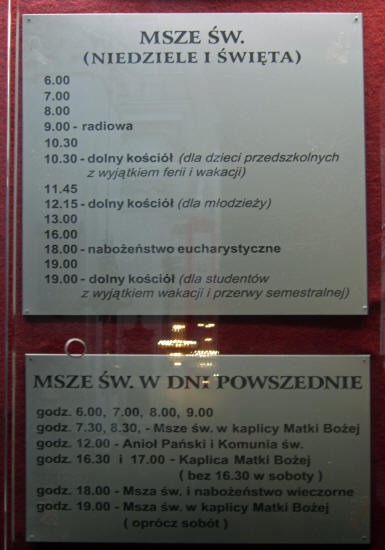 MSZE ŚW.
(NIEDZIELE I ŚWIĘTA)
6.00
7.00
8.00
9.00 - radiowa
10.30
10.30 - dolny kościół (dla dzieci przedszkolnych
z wyjątkiem ferii i wakacji)
11.45
12.15 - dolny kościół (dla młodzieży)
13.00
16.00
18.00 - nabożeństwo eucharystyczne
19.00
19.00 - dolny kościół (dla studentów
z wyjątkiem wakacji i przerwy semestralnej)
MSZE ŚW. W DNI POWSZEDNIE
godz. 6.00, 7.00, 8.00, 9.00
godz. 7.30, 8.30, - Msze św. w kaplicy Matki Bożej
godz. 12.00 - Anioł Pański i Komunia św.
godz. 16.30 i 17.00 - Kaplica Matki Bożej
( bez 16.30 w soboty )
godz. 18.00 - Msza św. i nabożeństwo wieczorne
godz. 19.00 - Msza św. w kaplicy Matki Bożej
( oprócz sobót )